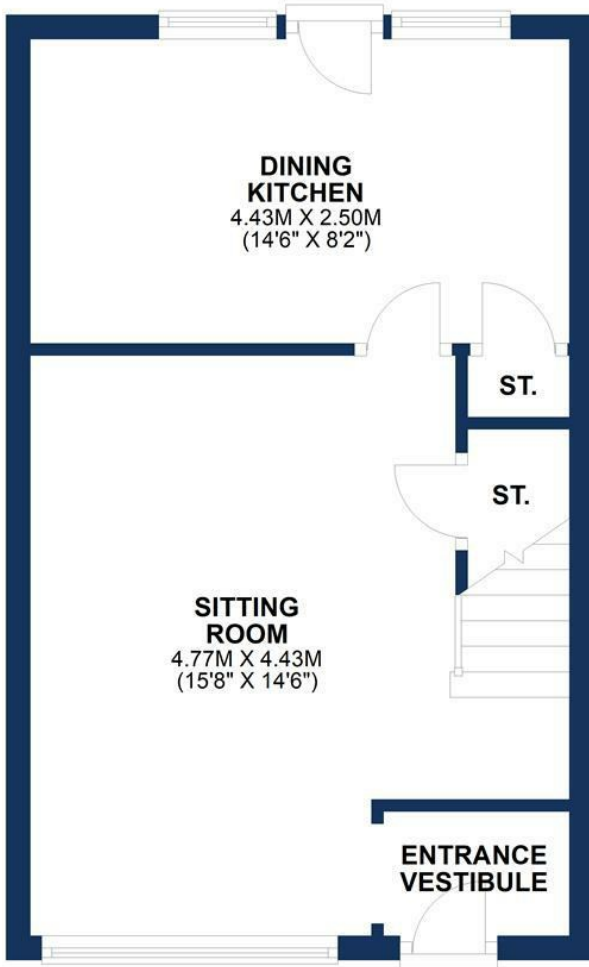 DINING
KITCHEN
4.43M X 2.50M
(14'6" X 8'2")
ST.
ST.
SITTING
ROOM
4.77M X 4.43M
(15'8" X 14'6")
ENTRANCE
VESTIBULE